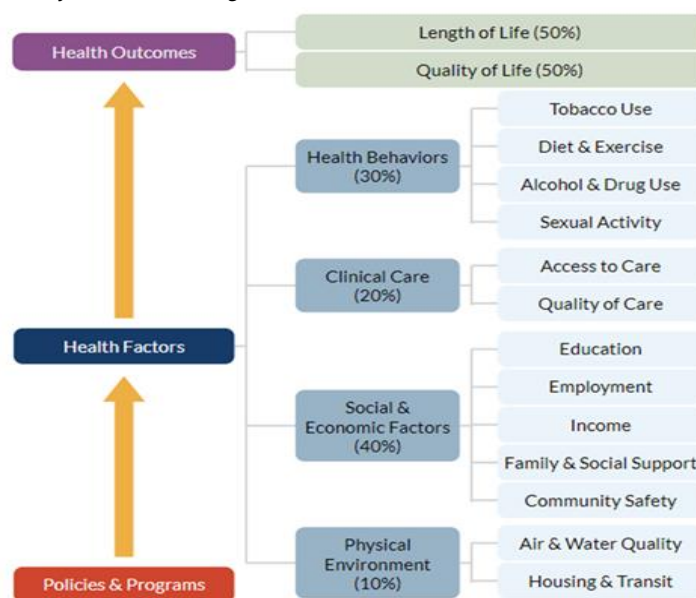 Length of Life (50%)
Health Outcomes
Quality of Life (50%)
Tobacco Use
Health Behaviors
(30%)
Diet & Exercise
Alcohol & Drug Use
Sexual Activity
Clinical Care
(20%)
Access to Care
Quality of Care
Health Factors
Social &
Economic Factors
(40%)
Education
Employment
Income
Family & Social Support
Community Safety
Physical
Environment
(10%)
Air & Water Quality
Housing & Transit
Policies & Programs